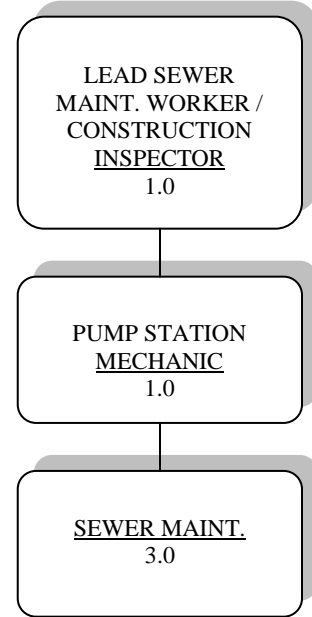 LEAD SEWER
MAINT. WORKER /
CONSTRUCTION
INSPECTOR
1.0
PUMP STATION
MECHANIC
1.0
SEWER MAINT.
3.0